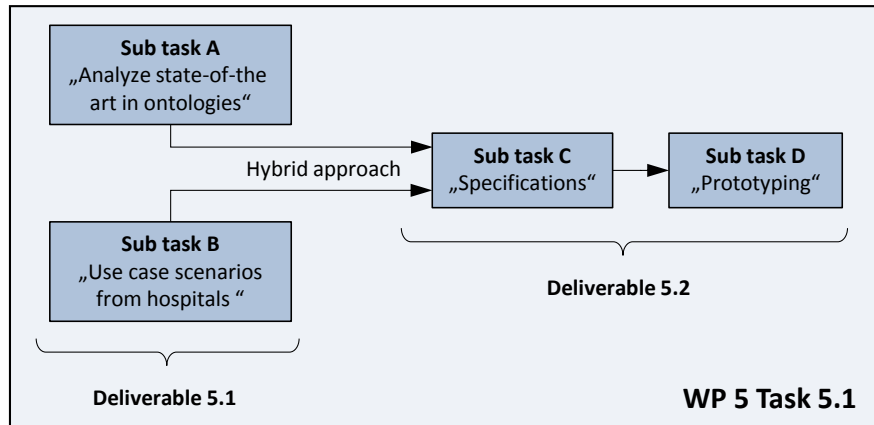 Sub task A
„Analyze state-of-the
art in ontologies“
Hybrid approach
Sub task C
„Specifications“
Sub task D
„Prototyping“
Sub task B
„Use case scenarios
from hospitals “
Deliverable 5.2
Deliverable 5.1
WP 5 Task 5.1